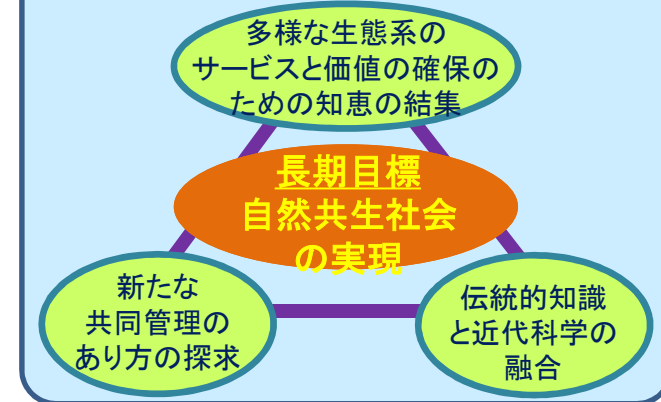 多様な生態系の
サービスと価値の確保の
ための知恵の結集
長期目標
自然共生社会
の実現
新たな
共同管理の
あり方の探求
伝統的知識
と近代科学の
融合